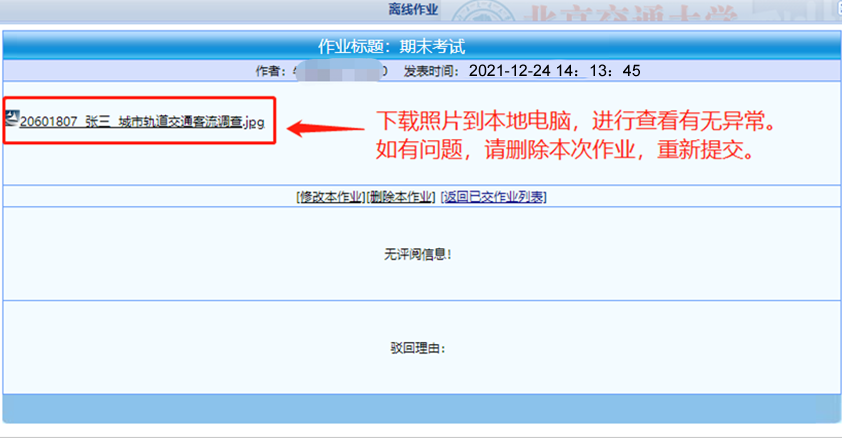 离线作业
北京交通大学
作业标题：期末考试
作者： 0 发表时间： 2021-12-24 14：13：45
20601807_张三_城市轨道交通客流调查.jpg
下载照片到本地电脑，进行查看有无异常。
如有问题，请删除本次作业，重新提交。
[修改本作业][删除本作业] [返回已交作业列表]
无评阅信息！
驳回理由：